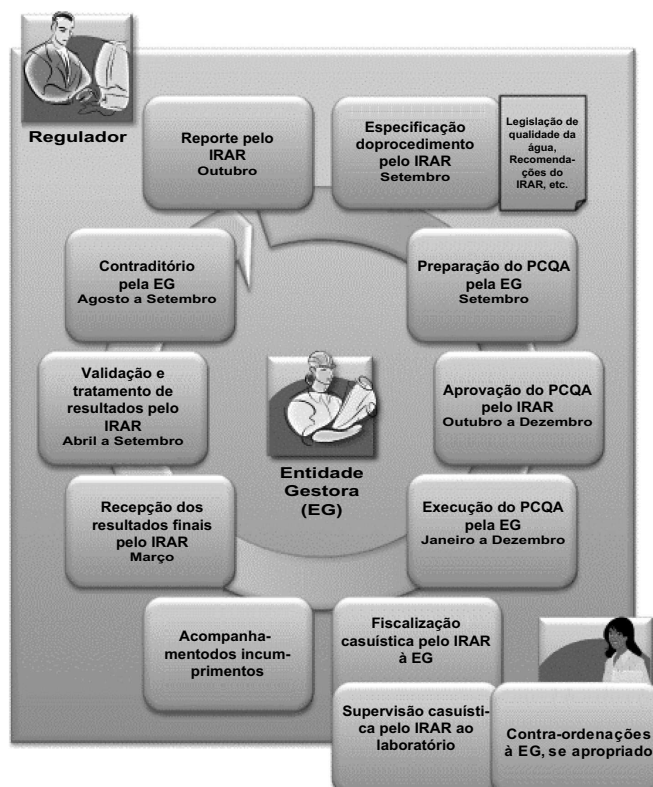 Regulador
Reporte pelo
IRAR
Outubro
Especificação
doprocedimento
pelo IRAR
Setembro
Legislação de
qualidade da
água,
Recomenda-
ções do
IRAR, etc.
Contraditório
pela EG
Agosto a Setembro
Preparação do PCQA
pela EG
Setembro
Validação e
tratamento de
resultados pelo
IRAR
Abril a Setembro
Aprovação do PCQA
pelo IRAR
Outubro a Dezembro
Entidade
Gestora
(EG)
Recepção dos
resultados finais
pelo IRAR
Março
Execução do PCQA
pela EG
Janeiro a Dezembro
Acompanha-
mentodos incum-
primentos
Fiscalização
casuística pelo IRAR
à EG
Supervisão casuísti-
ca pelo IRAR ao
laboratório
Contra-ordenações
à EG, se apropriado